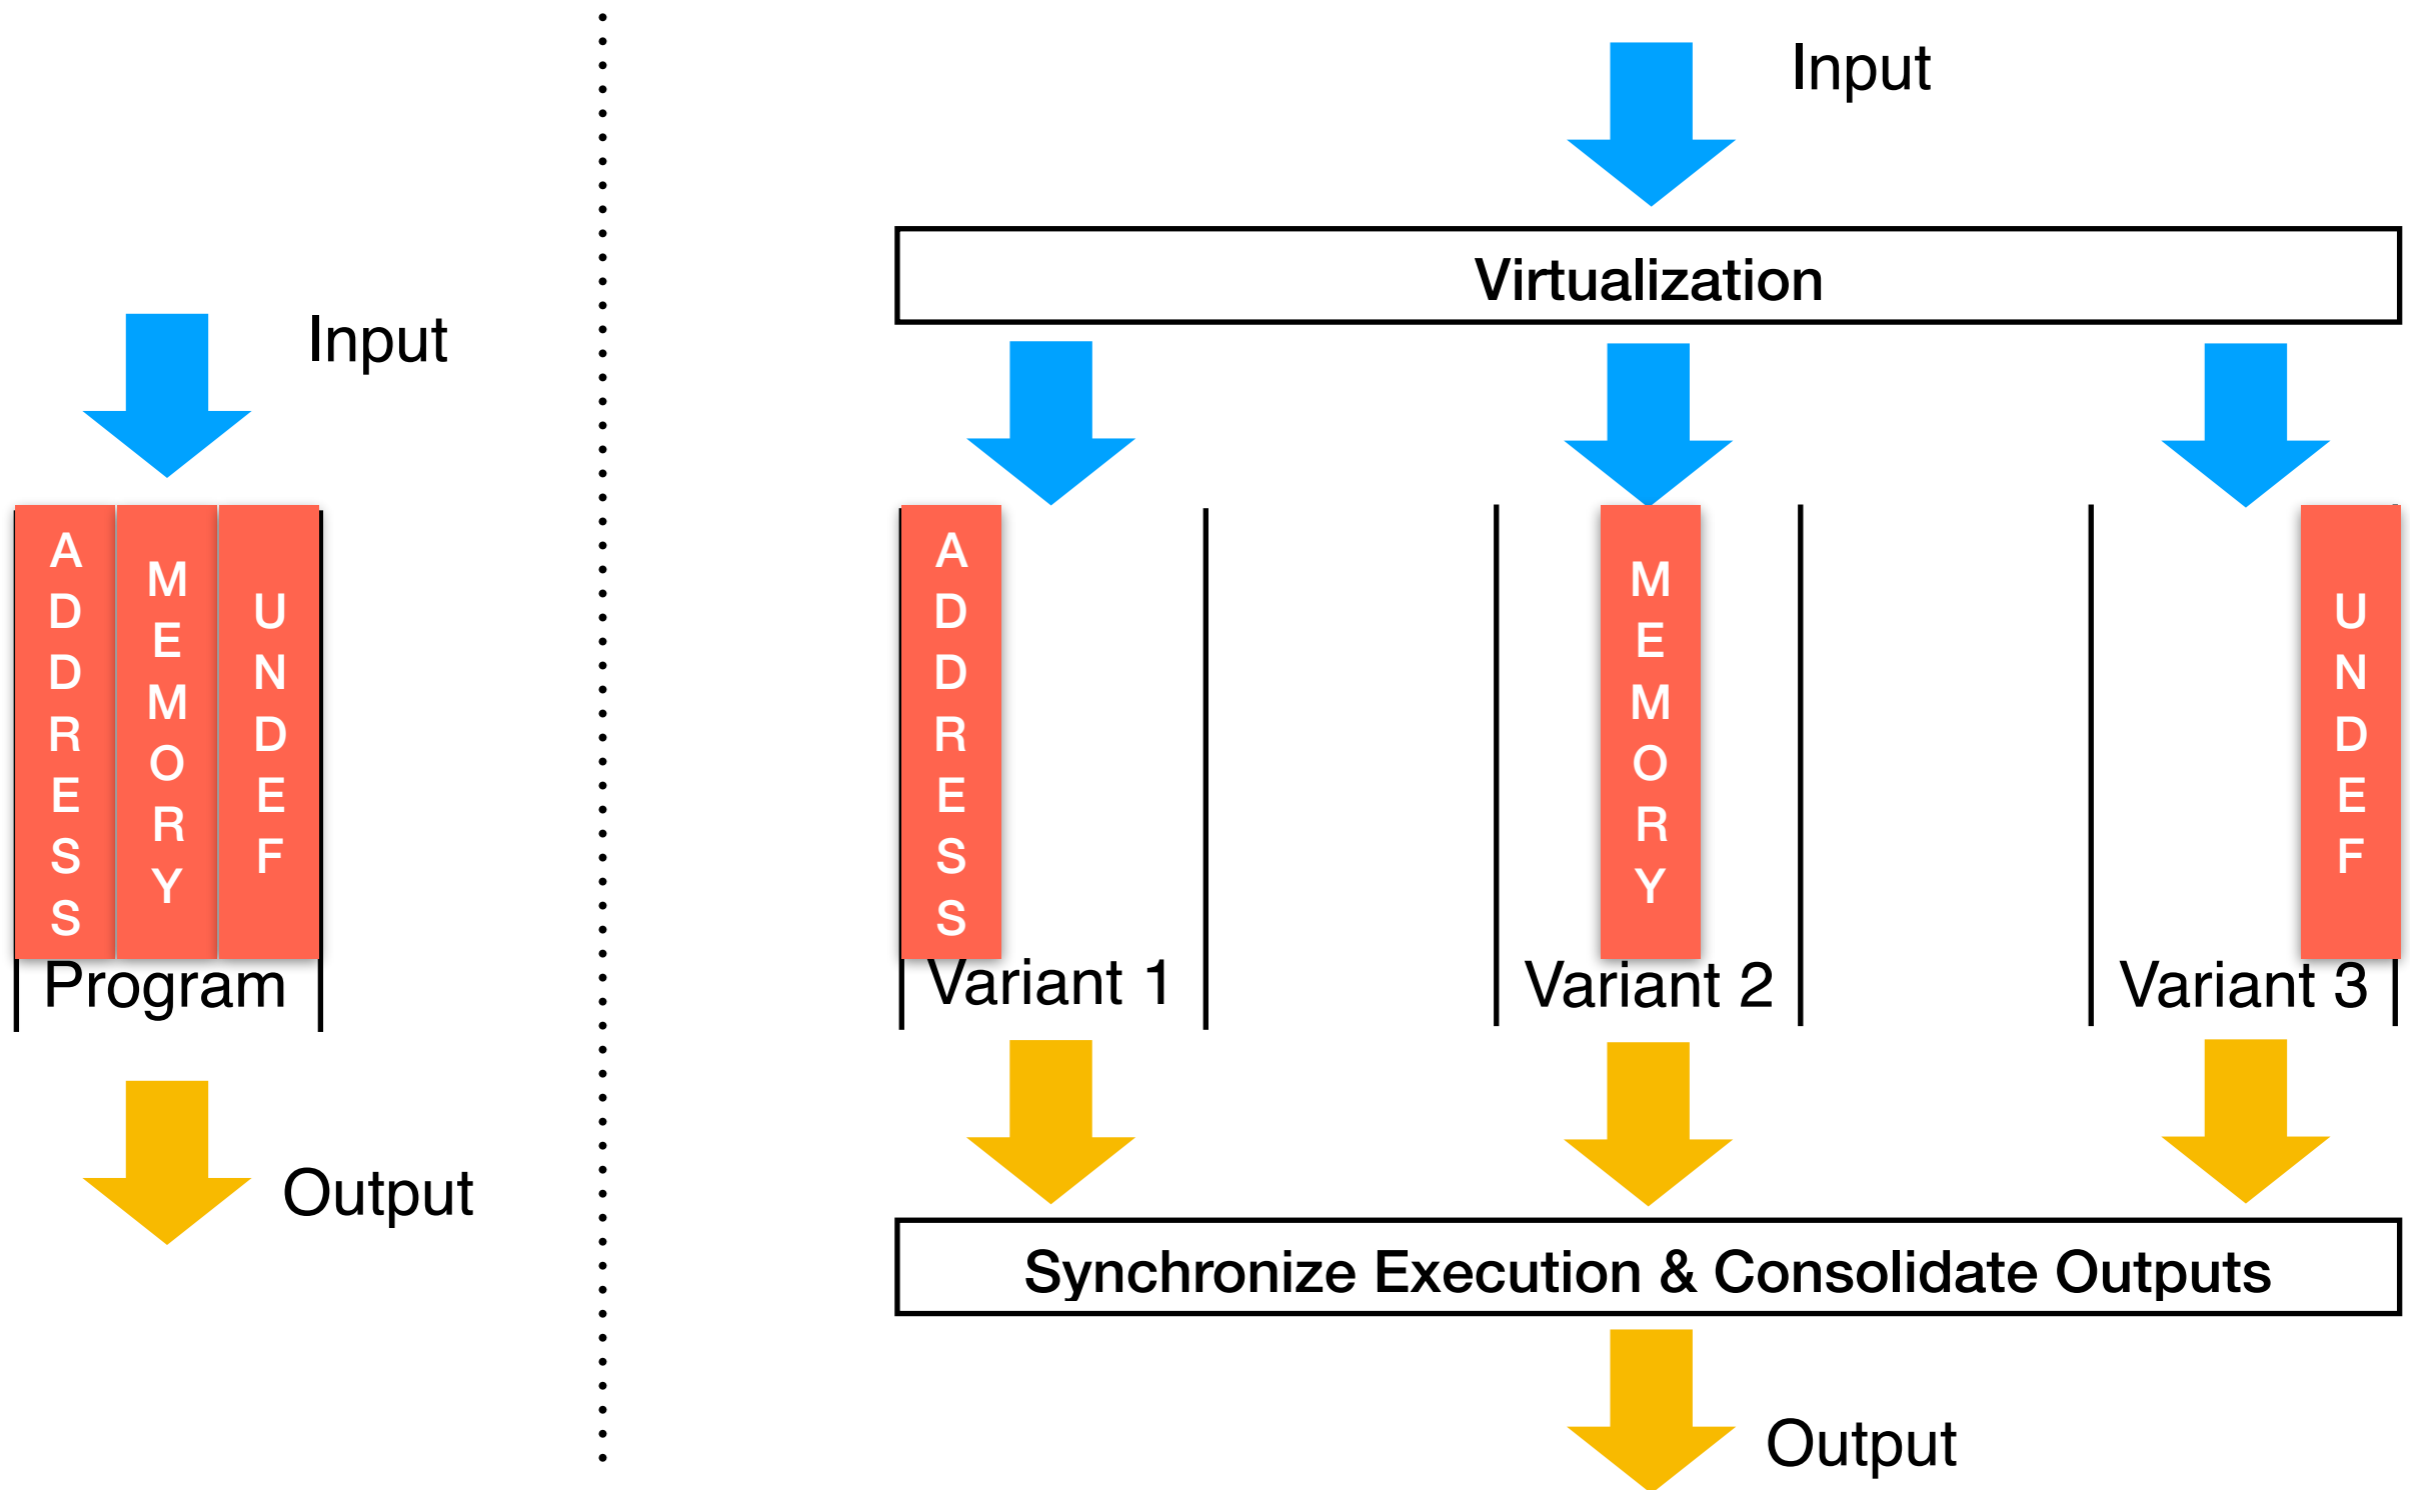 Input
ADDRESS
MEMORY
UNDEF
Program
Output
Input
Virtualization
ADDRESS
Variant 1
MEMORY
Variant 2
UNDEF
Variant 3
Synchronize Execution & Consolidate Outputs
Output